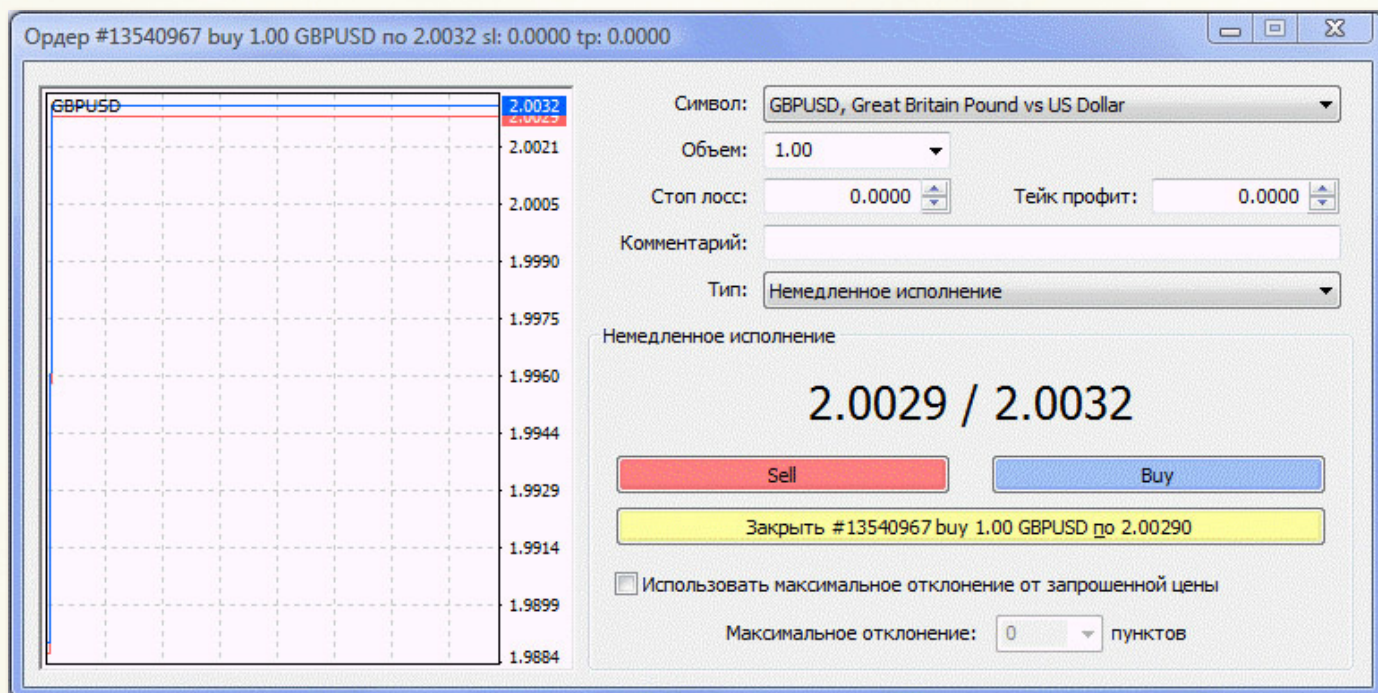 Ордер #13540967 buy 1.00 GBPUSD по 2.0032 sl: 0.0000 tp: 0.0000
GBPUSD
2.0032
2.0029
2.0021
2.0005
1.9990
1.9975
1.9960
1.9944
1.9929
1.9914
1.9899
1.9884
Символ: GBPUSD, Great Britain Pound vs US Dollar
Объем: 1.00
Стоп лосс: 0.0000 Тейк профит: 0.0000
Комментарий:
Тип: Немедленное исполнение
Немедленное исполнение
2.0029 / 2.0032
Sell Buy
Закрыть #13540967 buy 1.00 GBPUSD по 2.00290
Использовать максимальное отклонение от запрошенной цены
Максимальное отклонение: 0 пунктов